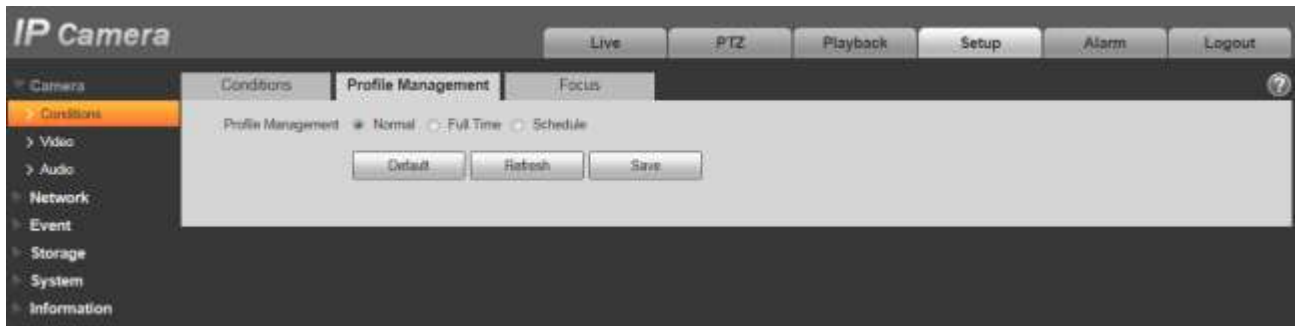 IP Camera
Live PTZ Playback Setup Alarm Logout
Camera
Conditions Profile Management Focus
Conditions
Profile Management Normal Full Time Schedule
Video
Default Refresh Save
Audio
Network
Event
Storage
System
Information